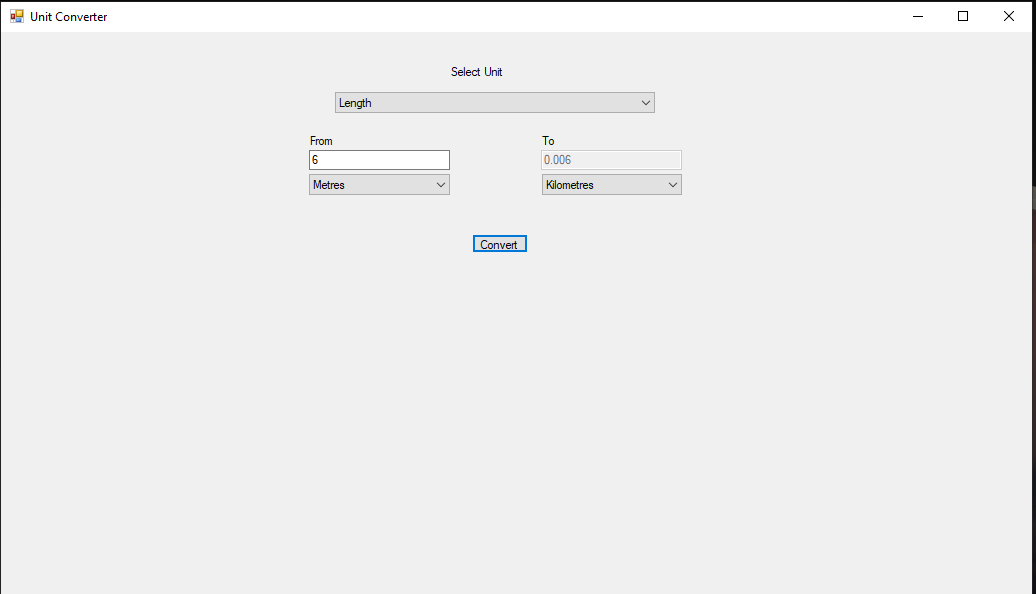 Unit Converter
Select Unit
Length
From
To
6
0.006
Metres
Kilometres
Convert